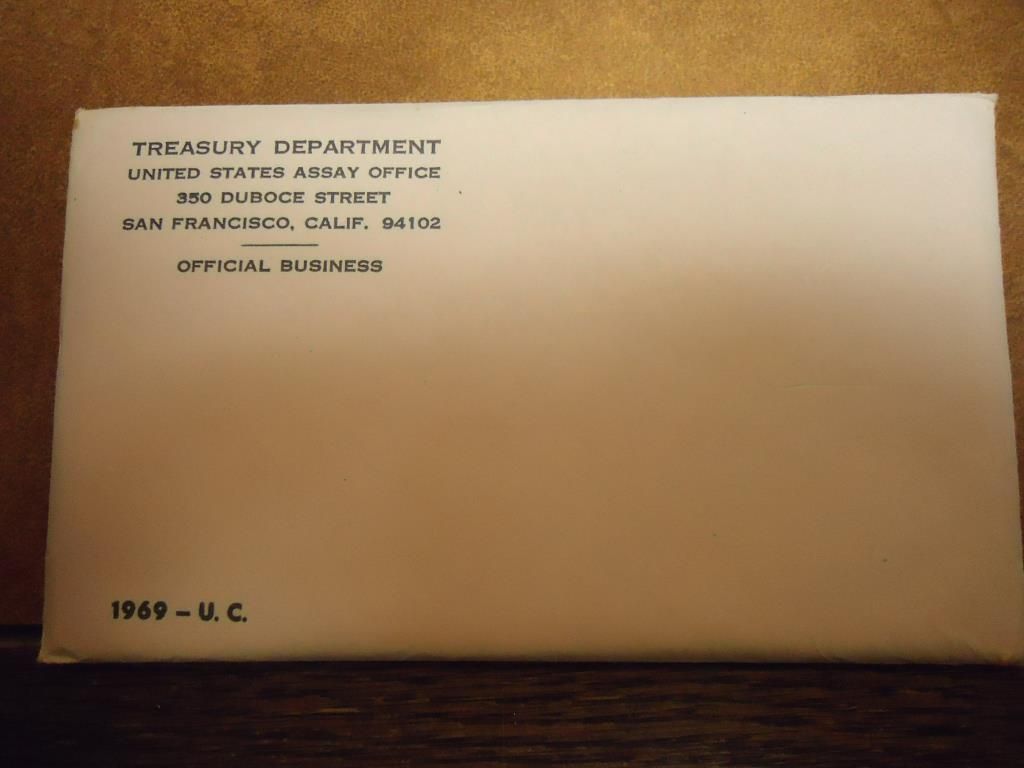 TREASURY DEPARTMENT
UNITED STATES ASSAY OFFICE
350 DUBOCE STREET
SAN FRANCISCO, CALIF. 94102
OFFICIAL BUSINESS
1969 – U. C.